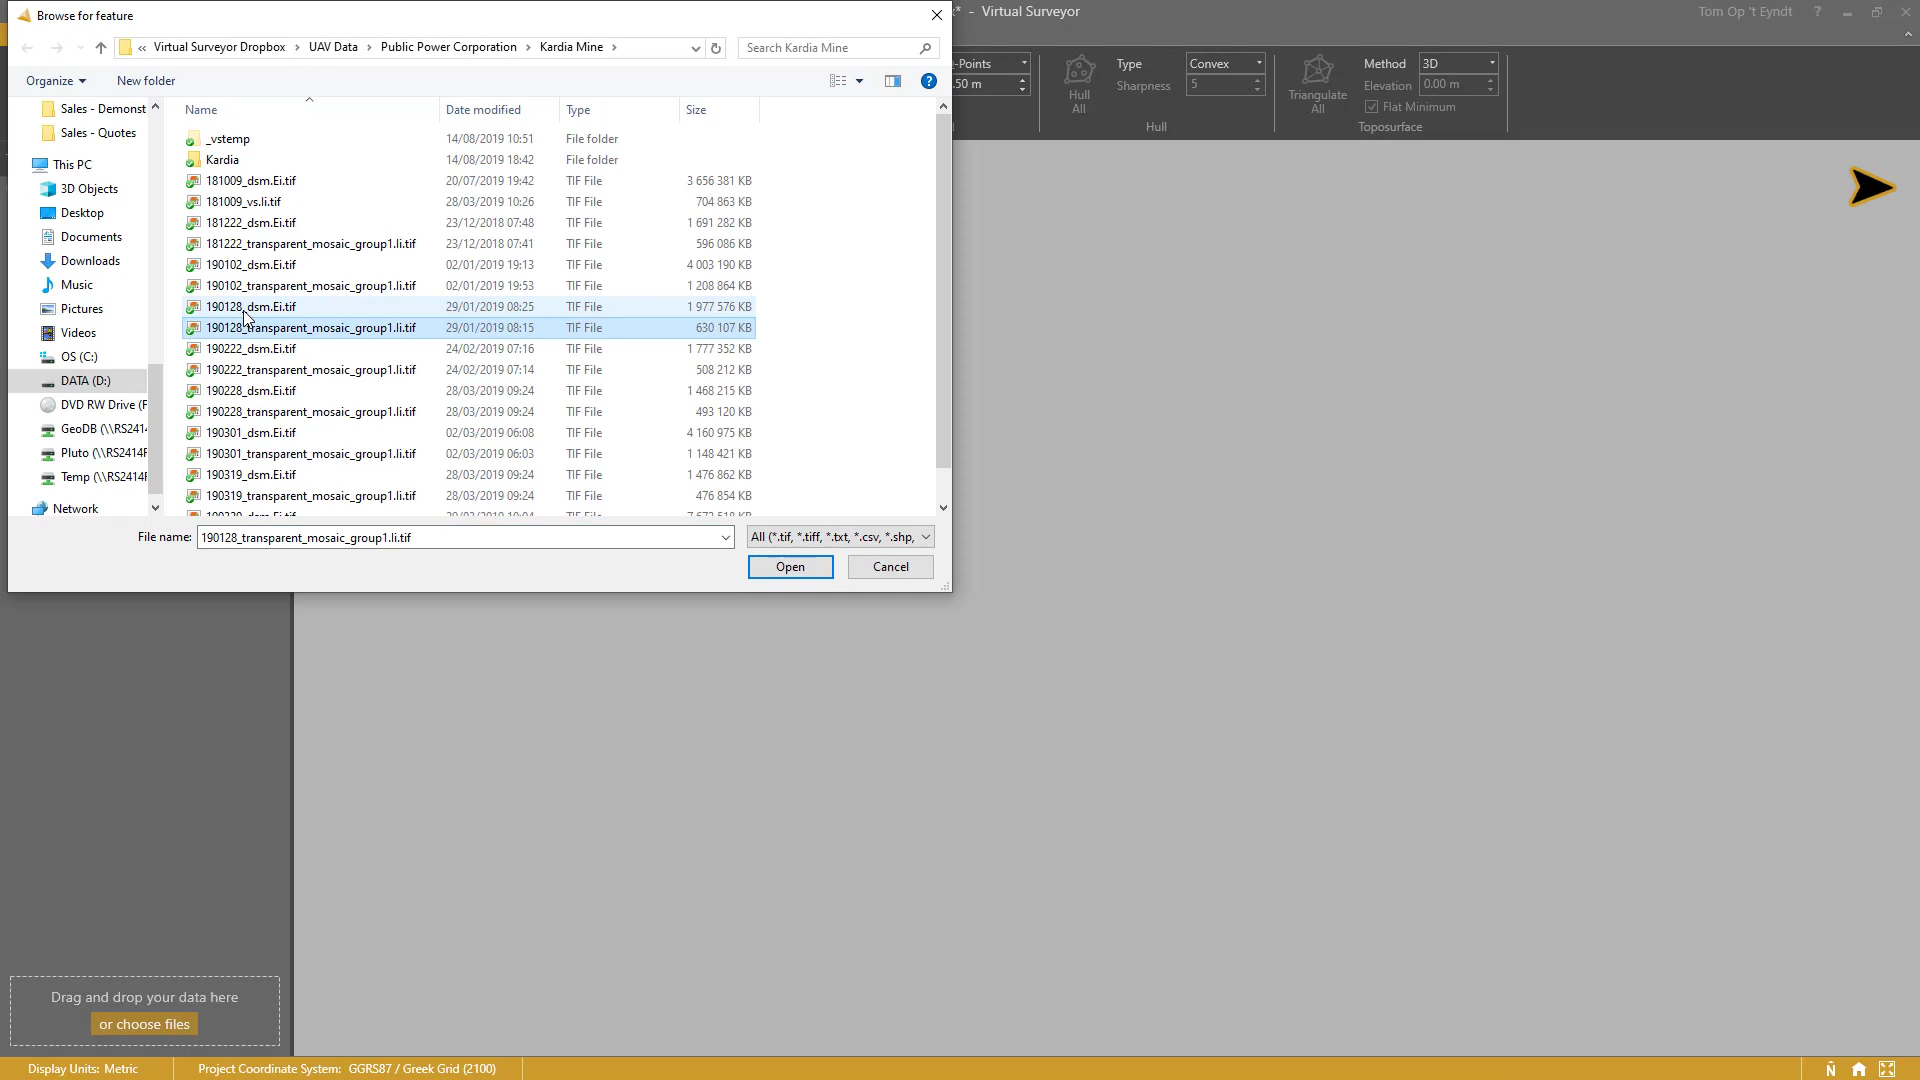 Browse for feature
* - Virtual Surveyor
Tom Op 't Eyndt
?
« Virtual Surveyor Dropbox > UAV Data > Public Power Corporation > Kardia Mine >
Search Kardia Mine
Organize
New folder
?
-Points
.50 m
Hull All
Type
Convex
Sharpness
5
Hull
Triangulate All
Method
3D
Elevation
0.00 m
Flat Minimum
Toposurface
Sales - Demonst
Sales - Quotes
This PC
3D Objects
Desktop
Documents
Downloads
Music
Pictures
Videos
OS (C:)
DATA (D:)
DVD RW Drive (F
GeoDB (\\RS241
Pluto (\\RS2414F
Temp (\\RS2414F
Network
Name Date modified Type Size
_vstemp 14/08/2019 10:51 File folder
Kardia 14/08/2019 18:42 File folder
181009_dsm.Ei.tif 20/07/2019 19:42 TIF File 3 656 381 KB
181009_vs.li.tif 28/03/2019 10:26 TIF File 704 863 KB
181222_dsm.Ei.tif 23/12/2018 07:48 TIF File 1 691 282 KB
181222_transparent_mosaic_group1.li.tif 23/12/2018 07:41 TIF File 596 086 KB
190102_dsm.Ei.tif 02/01/2019 19:13 TIF File 4 003 190 KB
190102_transparent_mosaic_group1.li.tif 02/01/2019 19:53 TIF File 1 208 864 KB
190128_dsm.Ei.tif 29/01/2019 08:25 TIF File 1 977 576 KB
190128_transparent_mosaic_group1.li.tif 29/01/2019 08:15 TIF File 630 107 KB
190222_dsm.Ei.tif 24/02/2019 07:16 TIF File 1 777 352 KB
190222_transparent_mosaic_group1.li.tif 24/02/2019 07:14 TIF File 508 212 KB
190228_dsm.Ei.tif 28/03/2019 09:24 TIF File 1 468 215 KB
190228_transparent_mosaic_group1.li.tif 28/03/2019 09:24 TIF File 493 120 KB
190301_dsm.Ei.tif 02/03/2019 06:08 TIF File 4 160 975 KB
190301_transparent_mosaic_group1.li.tif 02/03/2019 06:03 TIF File 1 148 421 KB
190319_dsm.Ei.tif 28/03/2019 09:24 TIF File 1 476 862 KB
190319_transparent_mosaic_group1.li.tif 28/03/2019 09:24 TIF File 476 854 KB
File name: 190128_transparent_mosaic_group1.li.tif
All (*.tif, *.tiff, *.txt, *.csv, *.shp,
Open
Cancel
Drag and drop your data here
or choose files
Display Units: Metric
Project Coordinate System: GGRS87 / Greek Grid (2100)
N